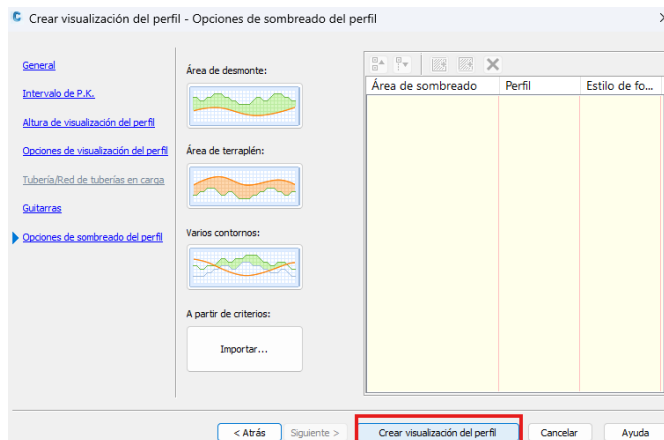 Crear visualización del perfil - Opciones de sombreado del perfil
General
Intervalo de P.K.
Altura de visualización del perfil
Opciones de visualización del perfil
Tubería/Red de tuberías en carga
Guitarras
Opciones de sombreado del perfil
Área de desmonte:
Área de terraplén:
Varios contornos:
A partir de criterios:
Importar...
Área de sombreado Perfil Estilo de fo...
< Atrás Siguiente > Crear visualización del perfil Cancelar Ayuda